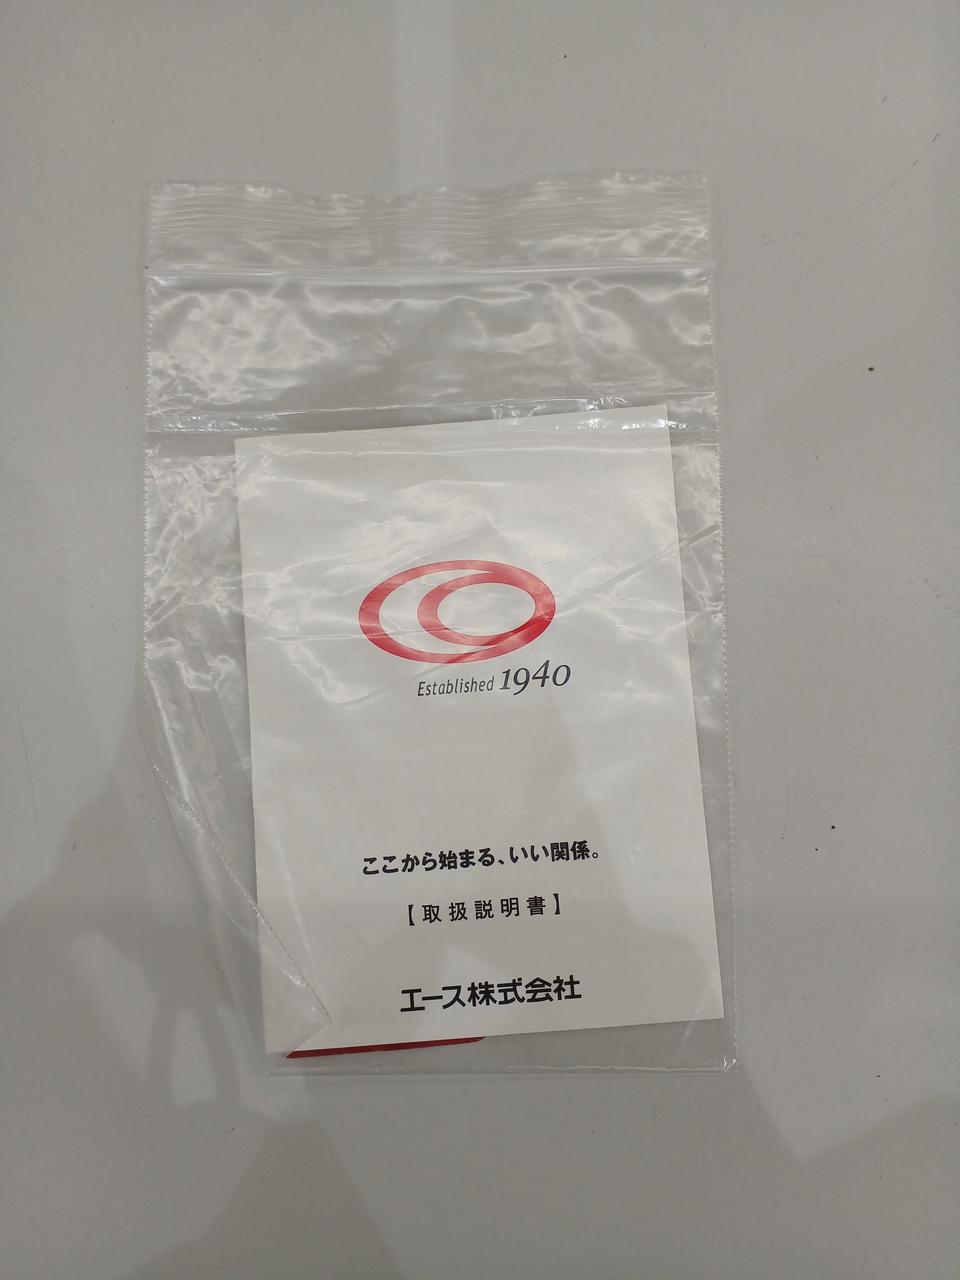 Established 1940
ここから始まる、いい関係。
【取扱説明書】
エース株式会社